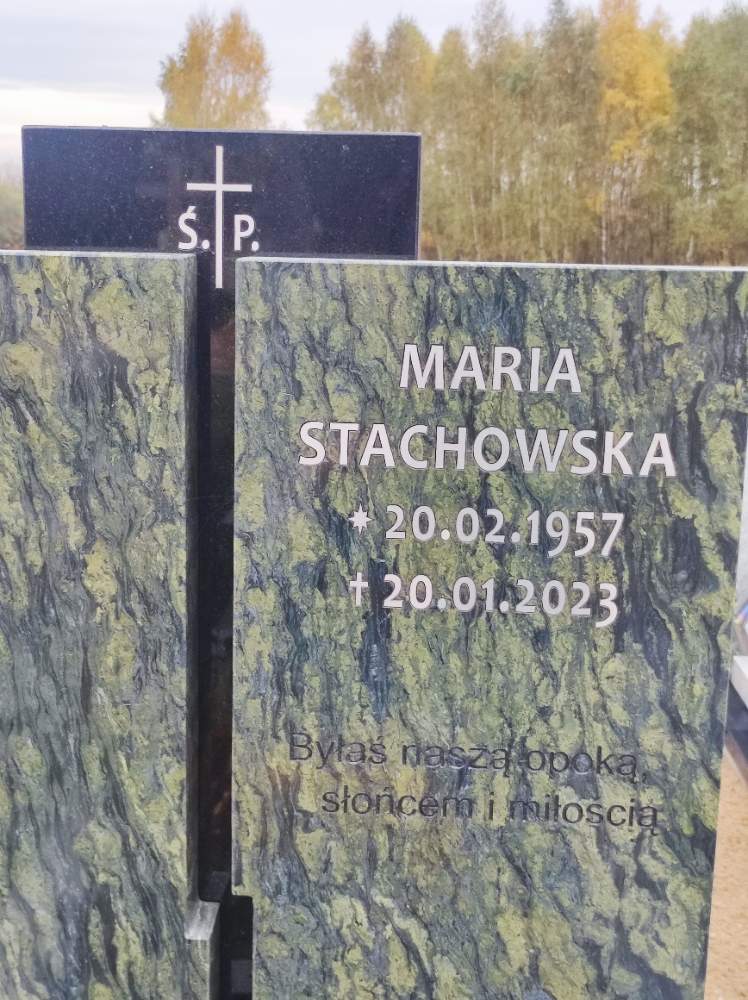 Ś. P.
MARIA
STACHOWSKA
* 20.02.1957
† 20.01.2023
Byłaś naszą opoką,
słońcem i miłością